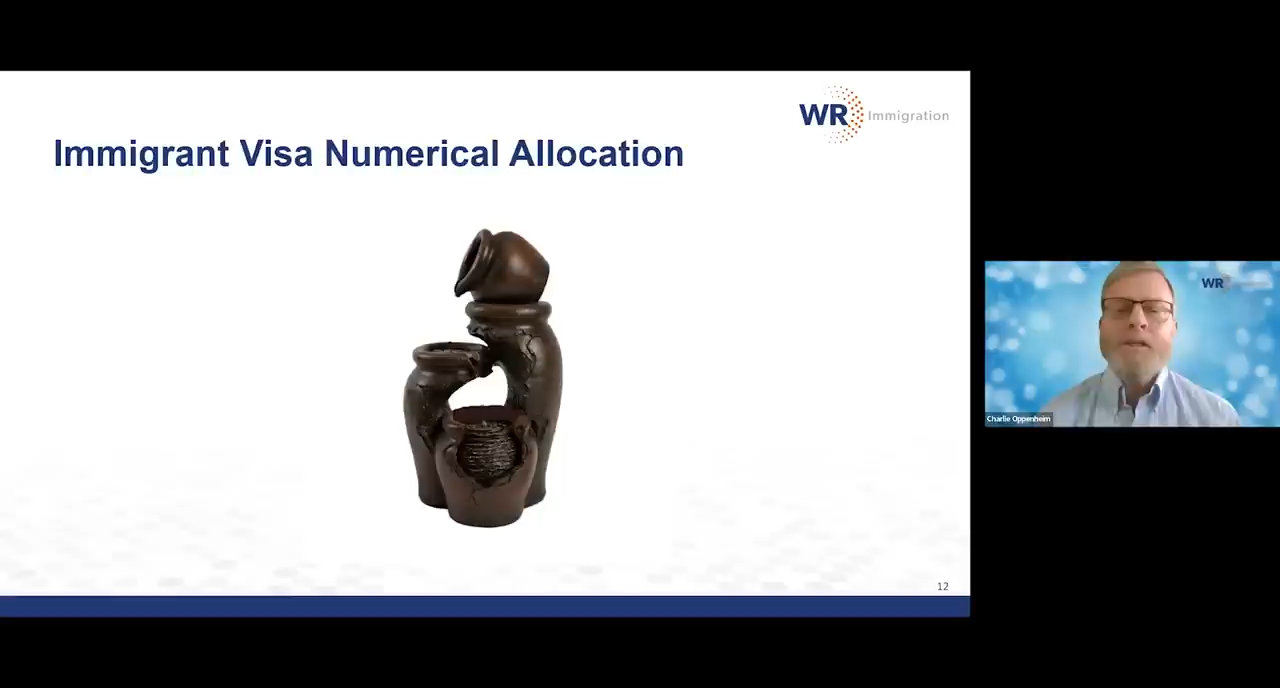 WR Immigration
Immigrant Visa Numerical Allocation
12
WR
Charlie Oppenheim